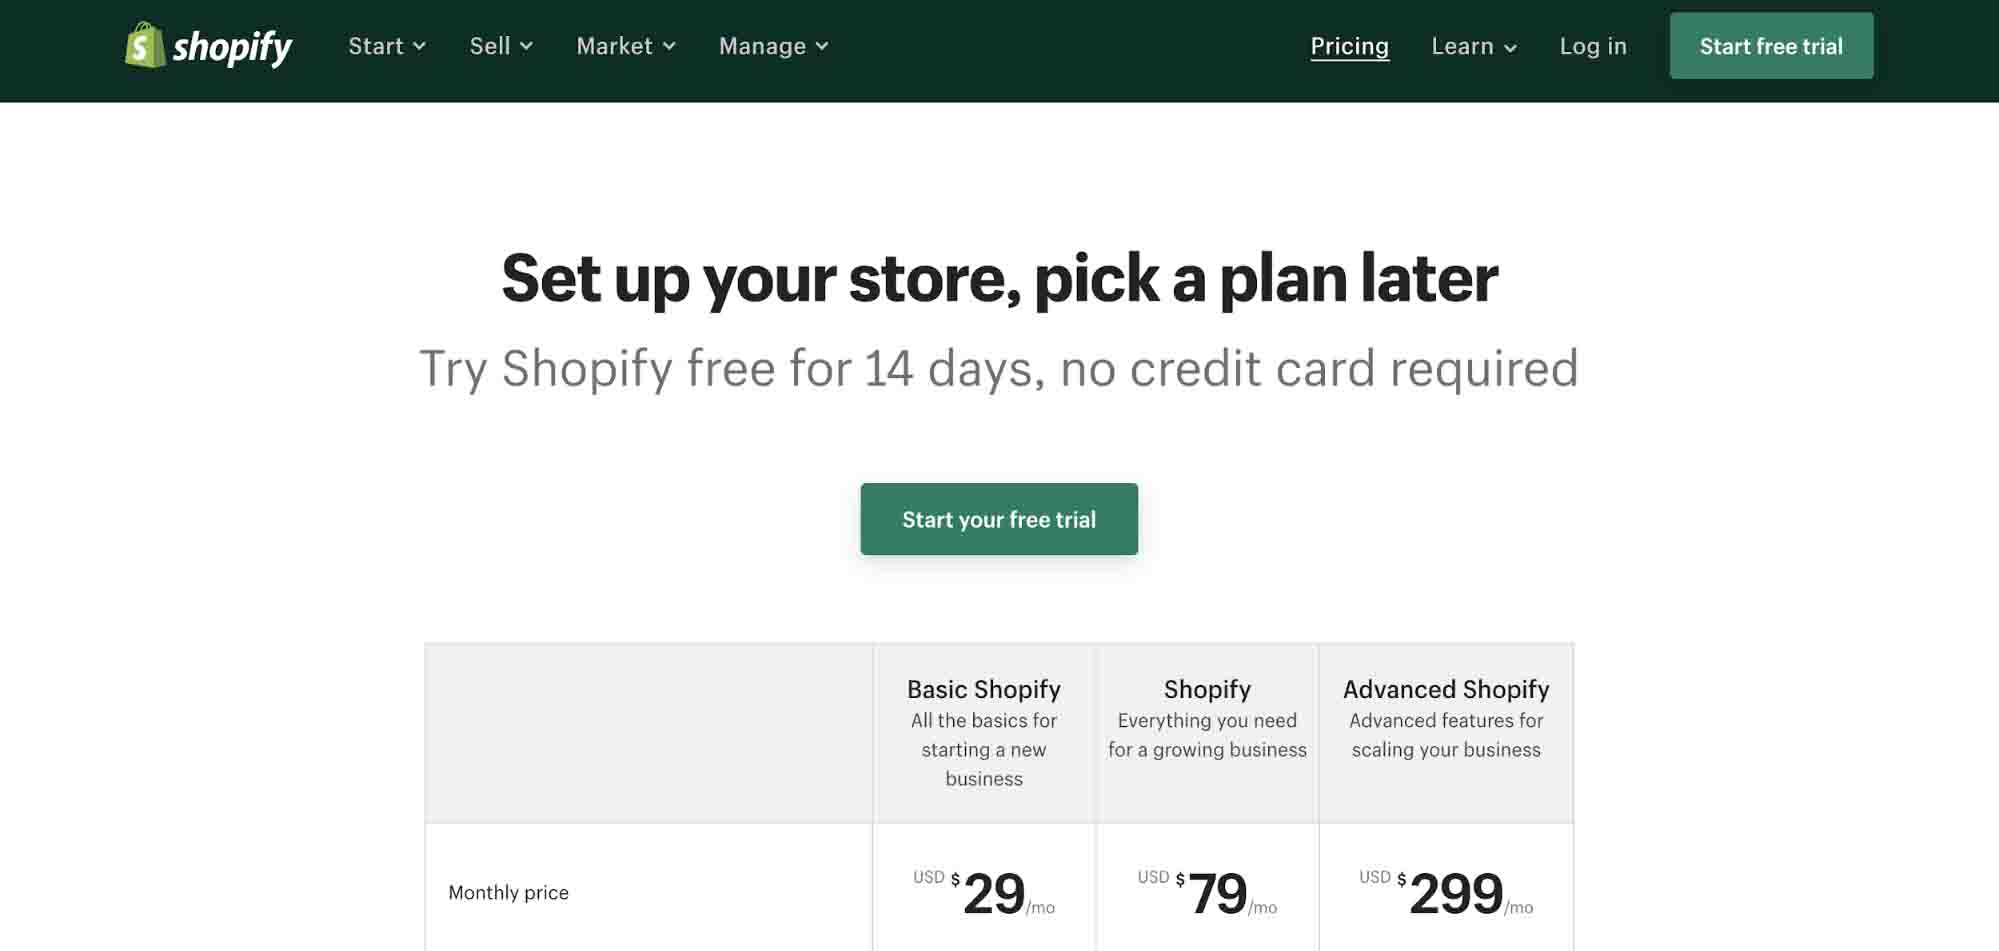 shopify Start Sell Market Manage Pricing Learn Log in Start free trial
Set up your store, pick a plan later
Try Shopify free for 14 days, no credit card required
Start your free trial
Basic Shopify
All the basics for
starting a new
business
Shopify
Everything you need
for a growing business
Advanced Shopify
Advanced features for
scaling your business
Monthly price USD $29/mo USD $79/mo USD $299/mo